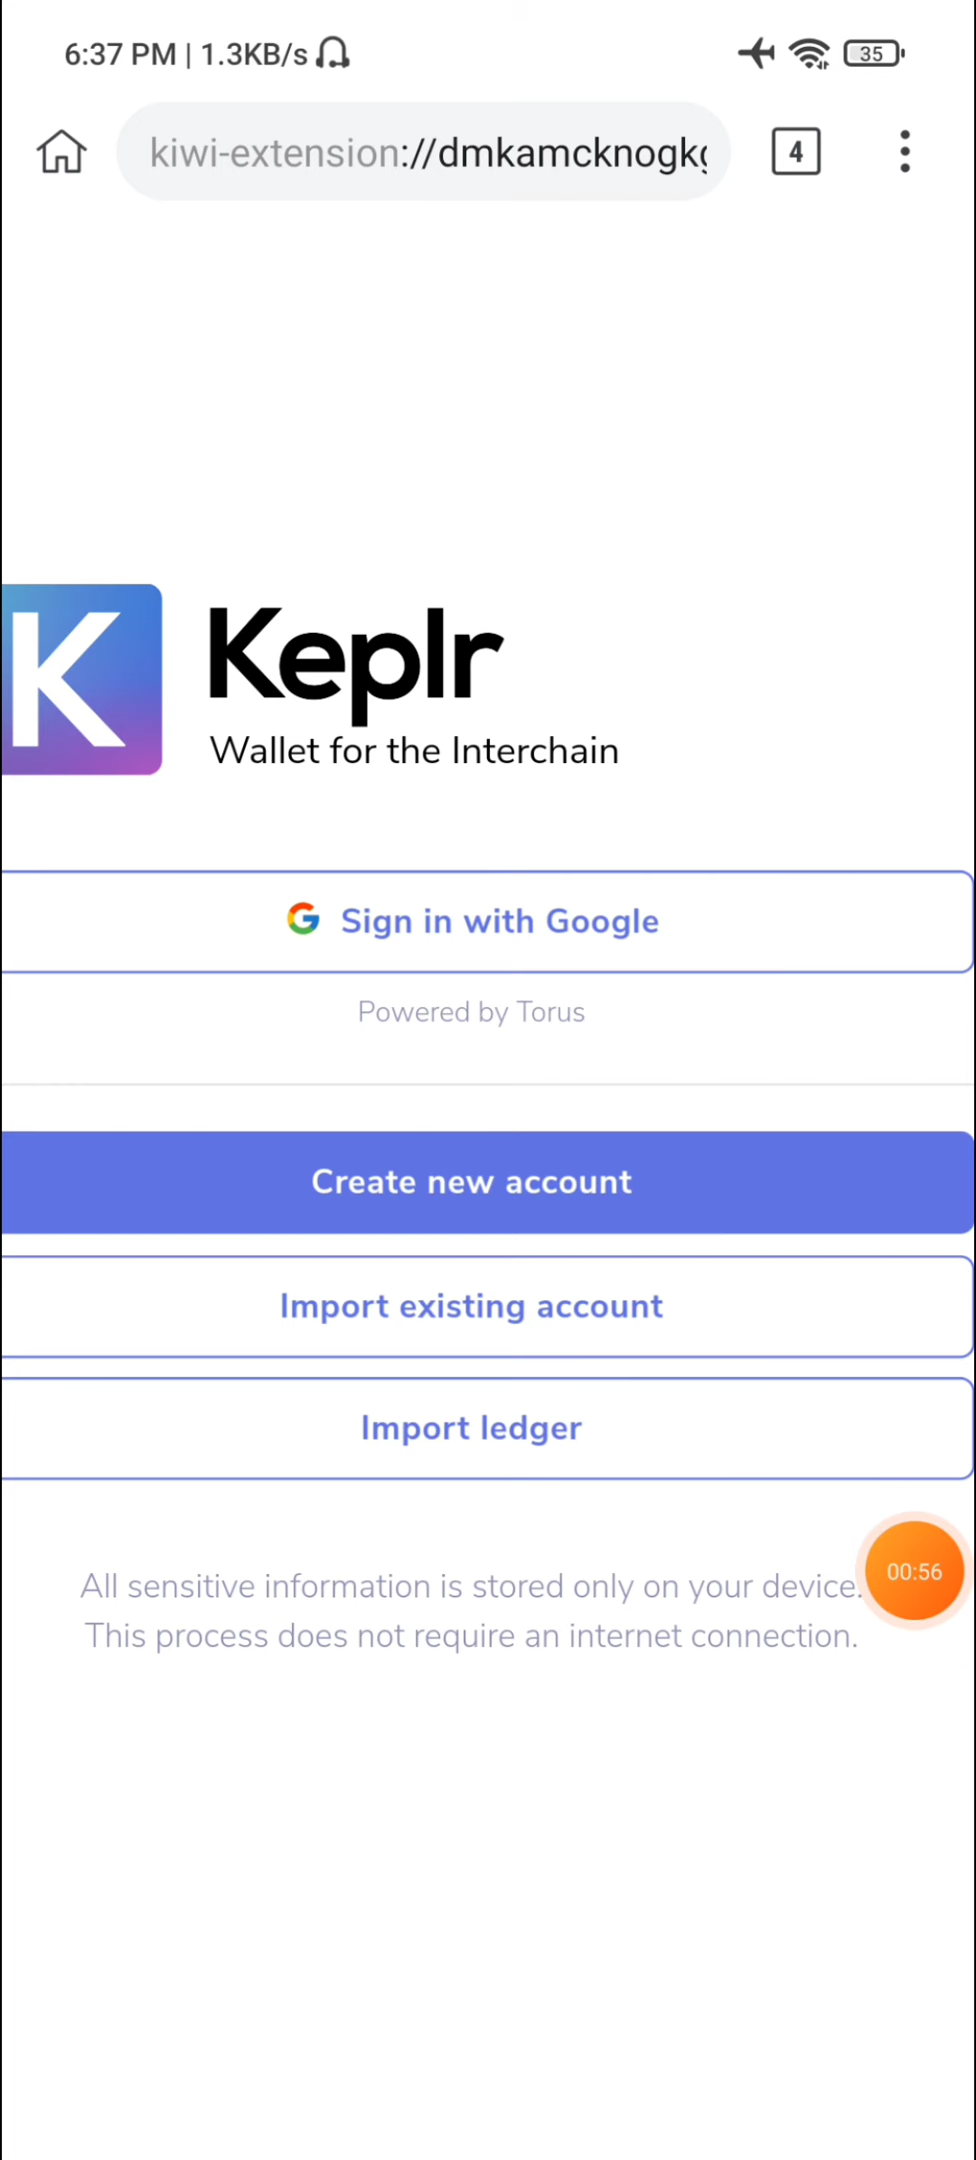 6:37 PM | 1.3KB/s
35
kiwi-extension://dmkamcknogkg
4
K
Keplr
Wallet for the Interchain
G Sign in with Google
Powered by Torus
Create new account
Import existing account
Import ledger
All sensitive information is stored only on your device.
00:56
This process does not require an internet connection.